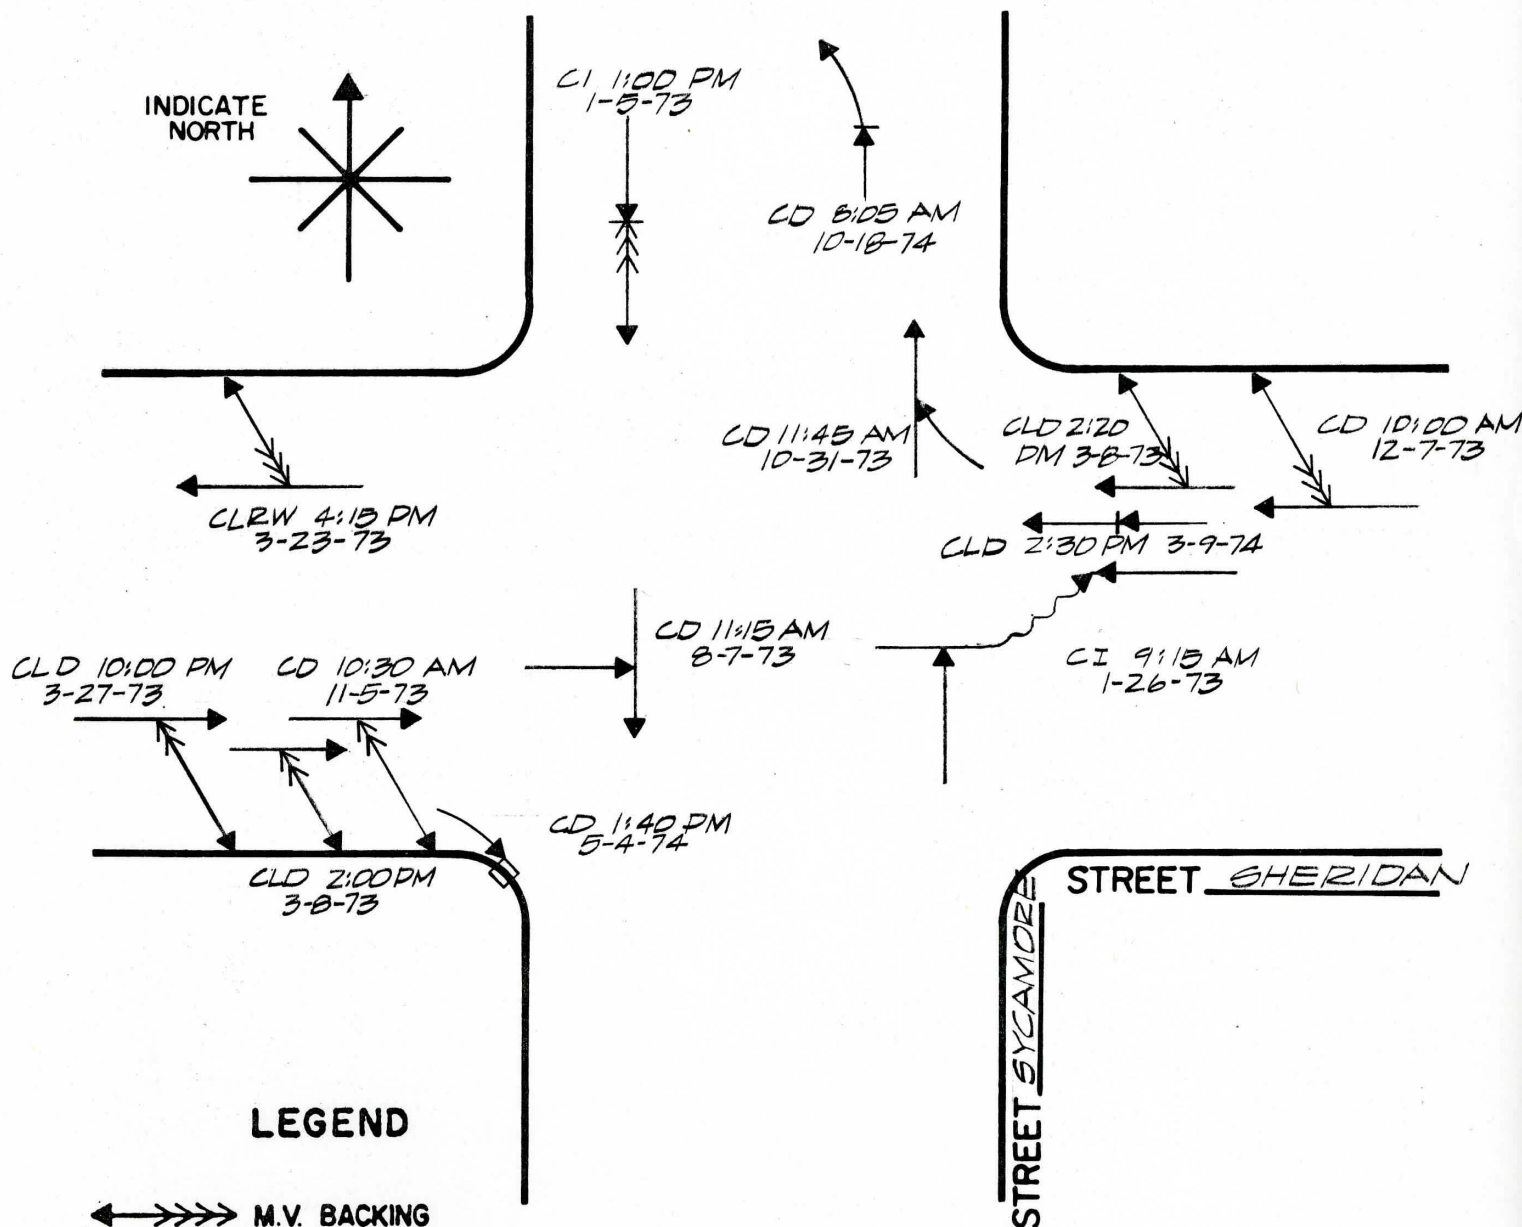 INDICATE
NORTH
CI 1:00 PM
1-5-73
CD 8:05 AM
10-18-74
CD 11:45 AM
10-31-73
CLD 2:20
PM 3-8-73
CD 10:00 AM
12-7-73
CLRW 4:15 PM
3-23-73
CLD 2:30 PM 3-9-74
CD 11:15 AM
8-7-73
CI 9:15 AM
1-26-73
CLD 10:00 PM
3-27-73
CD 10:30 AM
11-5-73
CD 1:40 PM
5-4-74
CLD 2:00 PM
3-8-73
STREET SHERIDAN
STREET SYCAMORE
LEGEND
M.V. BACKING